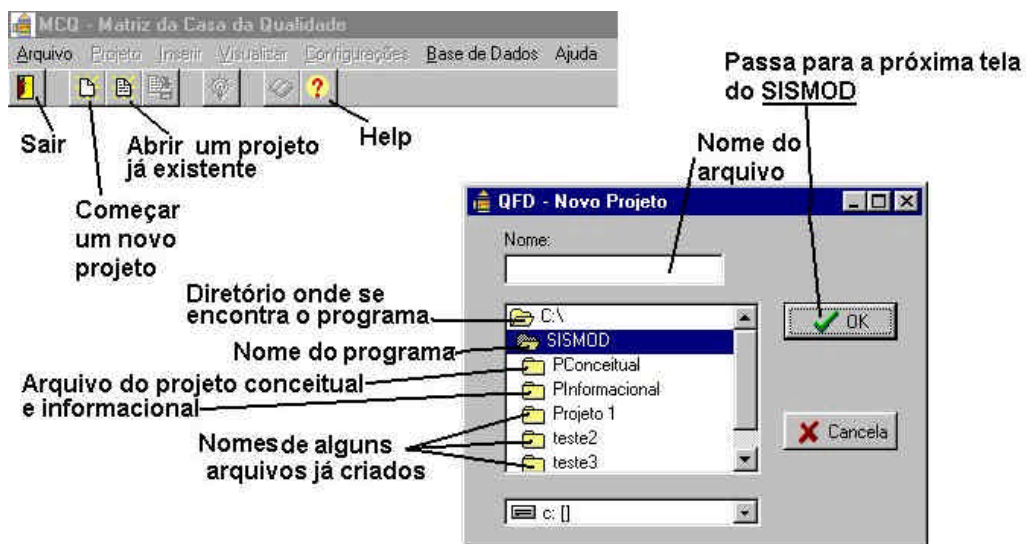 MCQ - Matriz da Casa da Qualidade
Arquivo Projeto Inserir Visualizar Configurações Base de Dados Ajuda
Sair
Abrir um projeto
já existente
Help
Começar
um novo
projeto
Passa para a próxima tela
do SISMOD
Nome do
arquivo
QFD - Novo Projeto
Nome:
Diretório onde se
encontra o programa
Nome do programa
Arquivo do projeto conceitual
e informacional
Nomes de alguns
arquivos já criados
C:\
SISMOD
PConceitual
PInformacional
Projeto 1
teste2
teste3
OK
Cancela
c: []